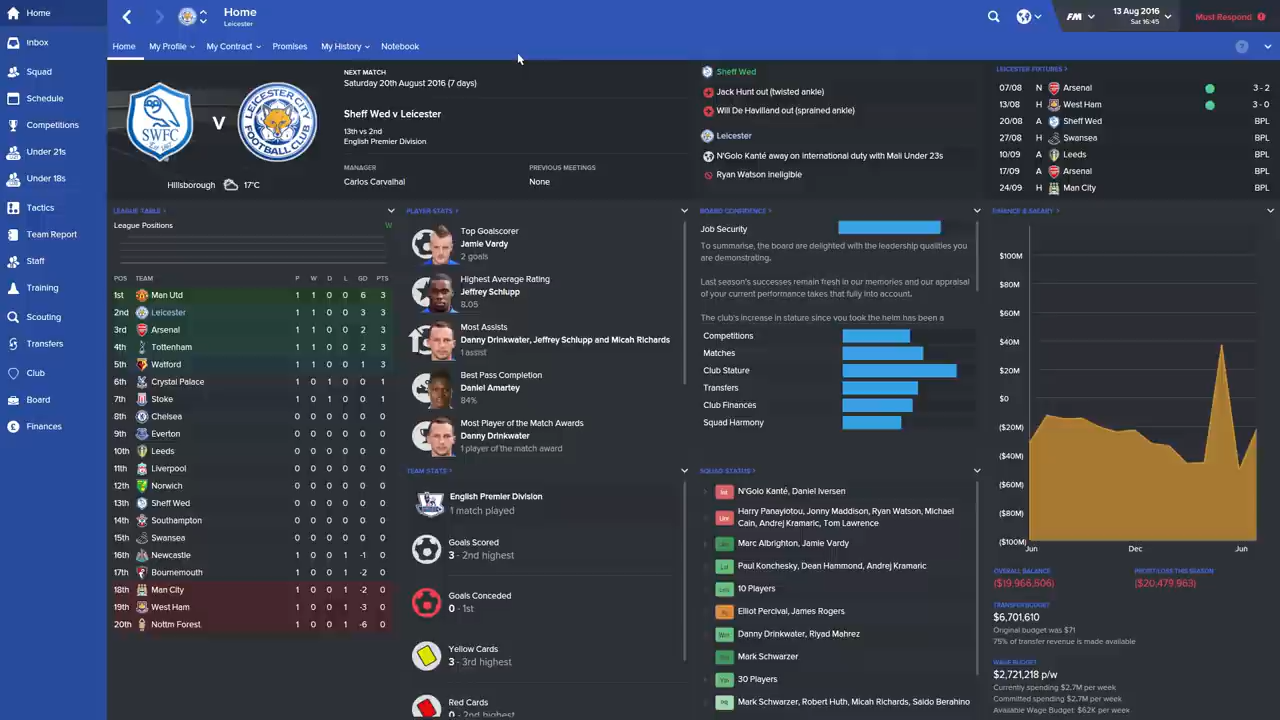 Home
Inbox
Squad
Schedule
Competitions
Under 21s
Under 18s
Tactics
Team Report
Staff
Training
Scouting
Transfers
Club
Board
Finances
Home
Leicester
FM
13 Aug 2016
Sat 16:45
Must Respond
Home
My Profile
My Contract
Promises
My History
Notebook
SWFC
V
LEICESTER CITY
FOOTBALL CLUB
Hillsborough 17°C
NEXT MATCH
Saturday 20th August 2016 (7 days)
Sheff Wed v Leicester
13th vs 2nd
English Premier Division
MANAGER
Carlos Carvalhal
PREVIOUS MEETINGS
None
Sheff Wed
Jack Hunt out (twisted ankle)
Will De Havilland out (sprained ankle)
Leicester
N'Golo Kanté away on international duty with Mali Under 23s
Ryan Watson ineligible
LEICESTER FIXTURES >
07/08 N Arsenal 3 - 2
13/08 H West Ham 3 - 0
20/08 A Sheff Wed BPL
27/08 H Swansea BPL
10/09 A Leeds BPL
17/09 A Arsenal BPL
24/09 H Man City BPL
LEAGUE TABLE >
League Positions W
POS TEAM P W D L GD PTS
1st Man Utd 1 1 0 0 6 3
2nd Leicester 1 1 0 0 3 3
3rd Arsenal 1 1 0 0 2 3
4th Tottenham 1 1 0 0 2 3
5th Watford 1 1 0 0 1 3
6th Crystal Palace 1 0 1 0 0 1
7th Stoke 1 0 1 0 0 1
8th Chelsea 0 0 0 0 0 0
9th Everton 0 0 0 0 0 0
10th Leeds 0 0 0 0 0 0
11th Liverpool 0 0 0 0 0 0
12th Norwich 0 0 0 0 0 0
13th Sheff Wed 0 0 0 0 0 0
14th Southampton 0 0 0 0 0 0
15th Swansea 0 0 0 0 0 0
16th Newcastle 1 0 0 1 -1 0
17th Bournemouth 1 0 0 1 -2 0
18th Man City 1 0 0 1 -2 0
19th West Ham 1 0 0 1 -3 0
20th Nottm Forest 1 0 0 1 -6 0
PLAYER STATS >
Top Goalscorer
Jamie Vardy
2 goals
Highest Average Rating
Jeffrey Schlupp
8.05
Most Assists
Danny Drinkwater, Jeffrey Schlupp and Micah Richards
1 assist
Best Pass Completion
Daniel Amartey
84%
Most Player of the Match Awards
Danny Drinkwater
1 player of the match award
TEAM STATS >
English Premier Division
1 match played
Goals Scored
3 - 2nd highest
Goals Conceded
0 - 1st
Yellow Cards
3 - 3rd highest
Red Cards
0 - 2nd highest
BOARD CONFIDENCE >
Job Security
To summarise, the board are delighted with the leadership qualities you
are demonstrating.
Last season's successes remain fresh in our memories and our appraisal
of your current performance takes that fully into account.
The club's increase in stature since you took the helm has been a
Competitions
Matches
Club Stature
Transfers
Club Finances
Squad Harmony
SQUAD STATUS >
Int N'Golo Kanté, Daniel Iversen
Unr Harry Panayiotou, Jonny Maddison, Ryan Watson, Michael
Cain, Andrej Kramaric, Tom Lawrence
Marc Albrighton, Jamie Vardy
Lst Paul Konchesky, Dean Hammond, Andrej Kramaric
10 Players
Elliot Percival, James Rogers
Wnt Danny Drinkwater, Riyad Mahrez
Mark Schwarzer
Yth 30 Players
PR Mark Schwarzer, Robert Huth, Micah Richards, Saido Berahino
FINANCE & SALARY >
$100M
$80M
$60M
$40M
$20M
$0
($20M)
($40M)
($60M)
($80M)
($100M)
Jun Dec Jun
OVERALL BALANCE
($19,966,506)
PROFIT/LOSS THIS SEASON
($20,479,963)
TRANSFER BUDGET
$6,701,610
Original budget was $71
75% of transfer revenue is made available
WAGE BUDGET
$2,721,218 p/w
Currently spending $2.7M per week
Committed spending $2.7M per week
Available Wage Budget: $62K per week